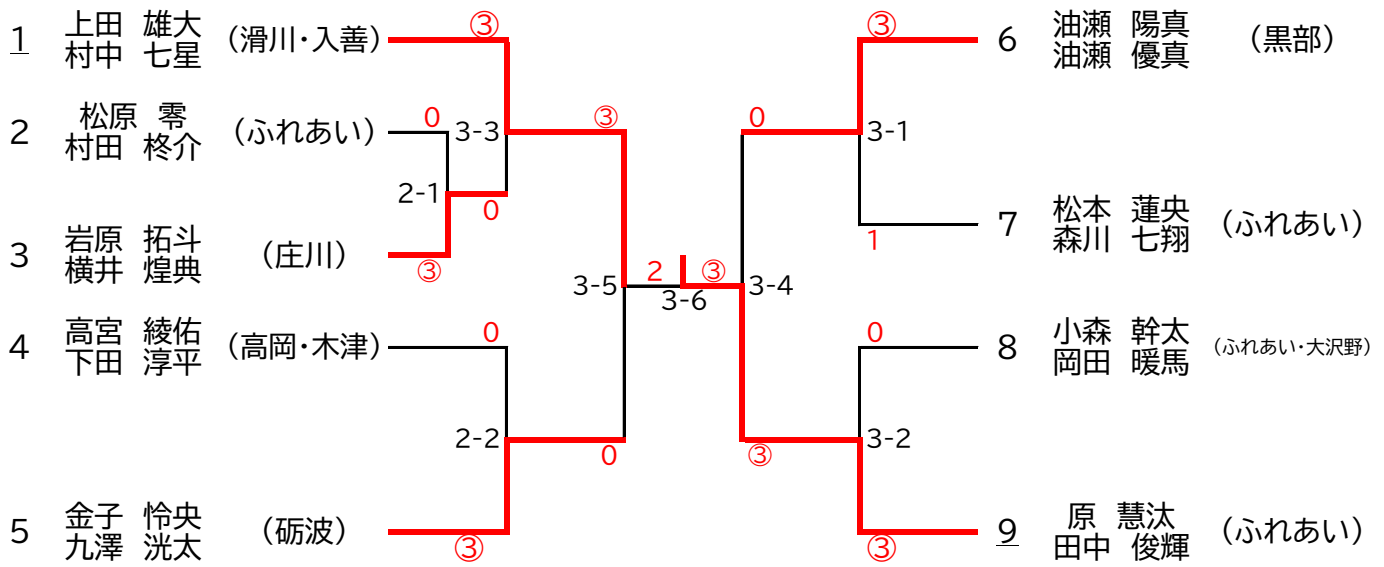 1 上田 雄大 (滑川・入善) ③
村中 七星
2 松原 零 (ふれあい) 0
村田 柊介
3-3
③
2-1
0
3 岩原 拓斗 (庄川)
横井 煌典
③
3-5
4 高宮 綾佑 (高岡・木津) 0
下田 淳平
2-2
0
5 金子 怜央 (砺波)
九澤 洸太
③
2 ③
3-6
③ 6 油瀬 陽真 (黒部)
油瀬 優真
0
3-1
7 松本 蓮央 (ふれあい)
森川 七翔
1
3-4
0 8 小森 幹太 (ふれあい・大沢野)
岡田 暖馬
3-2
③
9 原 慧汰 (ふれあい)
田中 俊輝
③